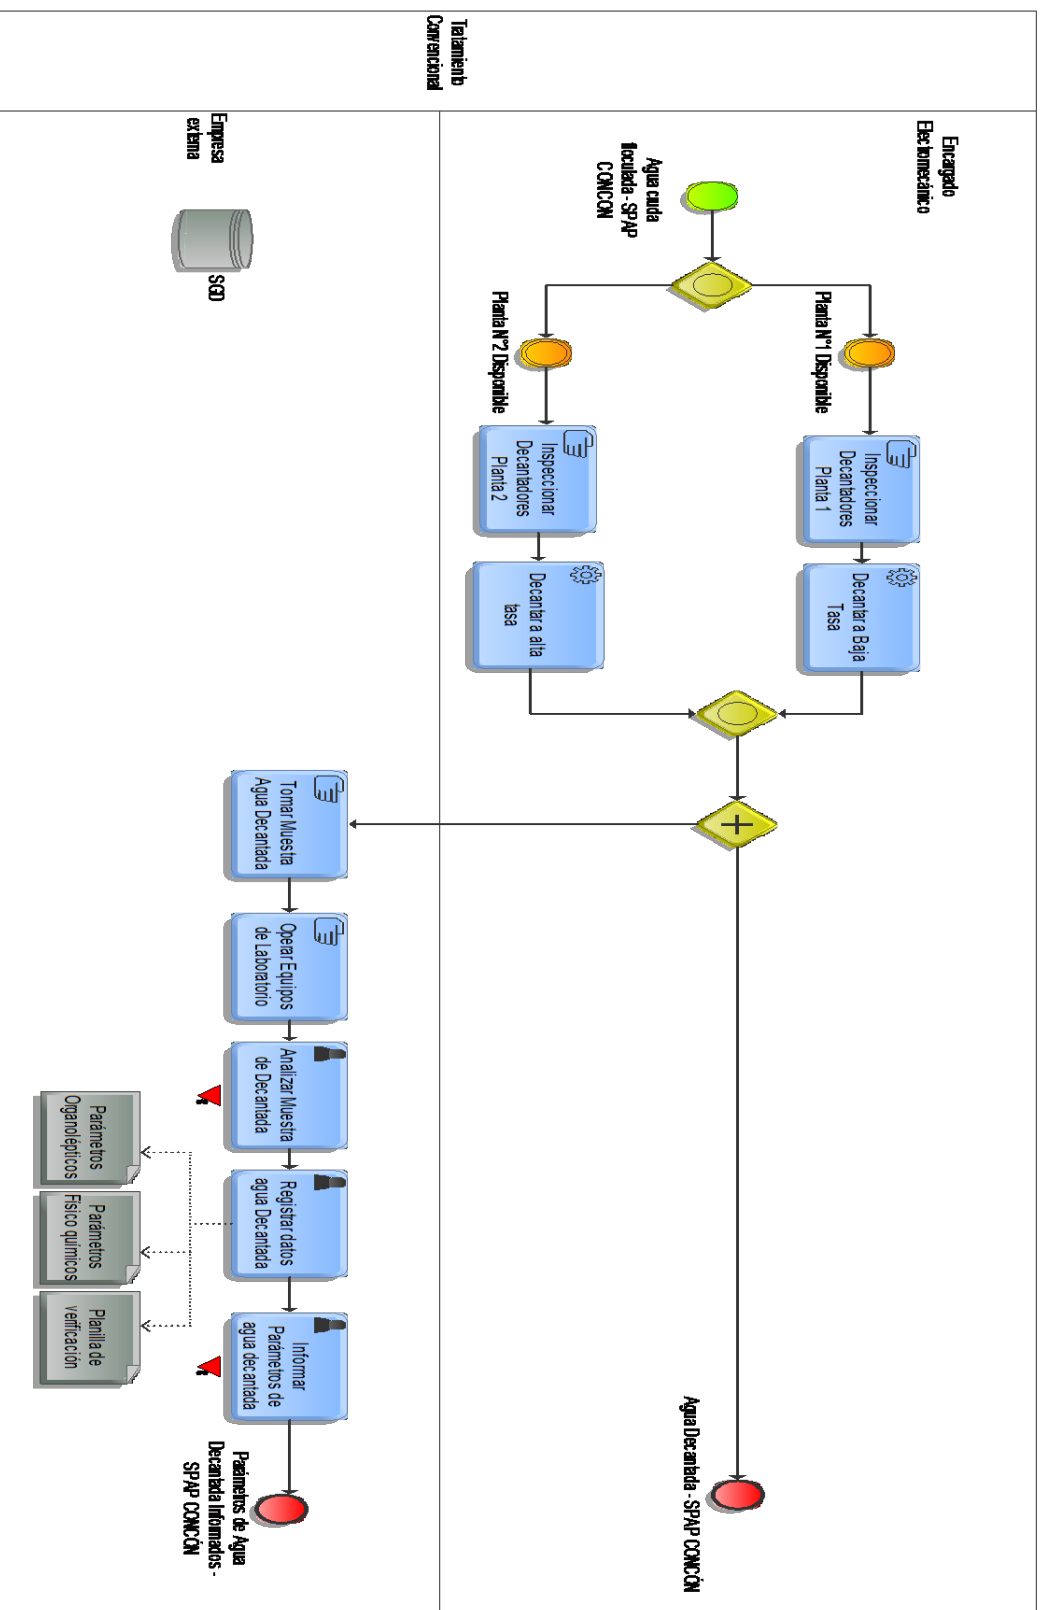 Tratamiento
Convencional
Encargado
Electromecánico
Agua cruda
floculada - SPAP
CONCON
Planta N°1 Disponible
Inspeccionar
Decantadores
Planta 1
Decantar a Baja
Tasa
Planta N°2 Disponible
Inspeccionar
Decantadores
Planta 2
Decantar a alta
tasa
Agua Decantada - SPAP CONCÓN
Empresa
externa
SGD
Tomar Muestra
Agua Decantada
Operar Equipos
de Laboratorio
Analizar Muestra
de Decantada
Registrar datos
agua Decantada
Informar
Parámetros de
agua decantada
Parámetros de Agua
Decantada Informados -
SPAP CONCÓN
Parámetros
Organolépticos
Parámetros
Físico químicos
Planilla de
verificación